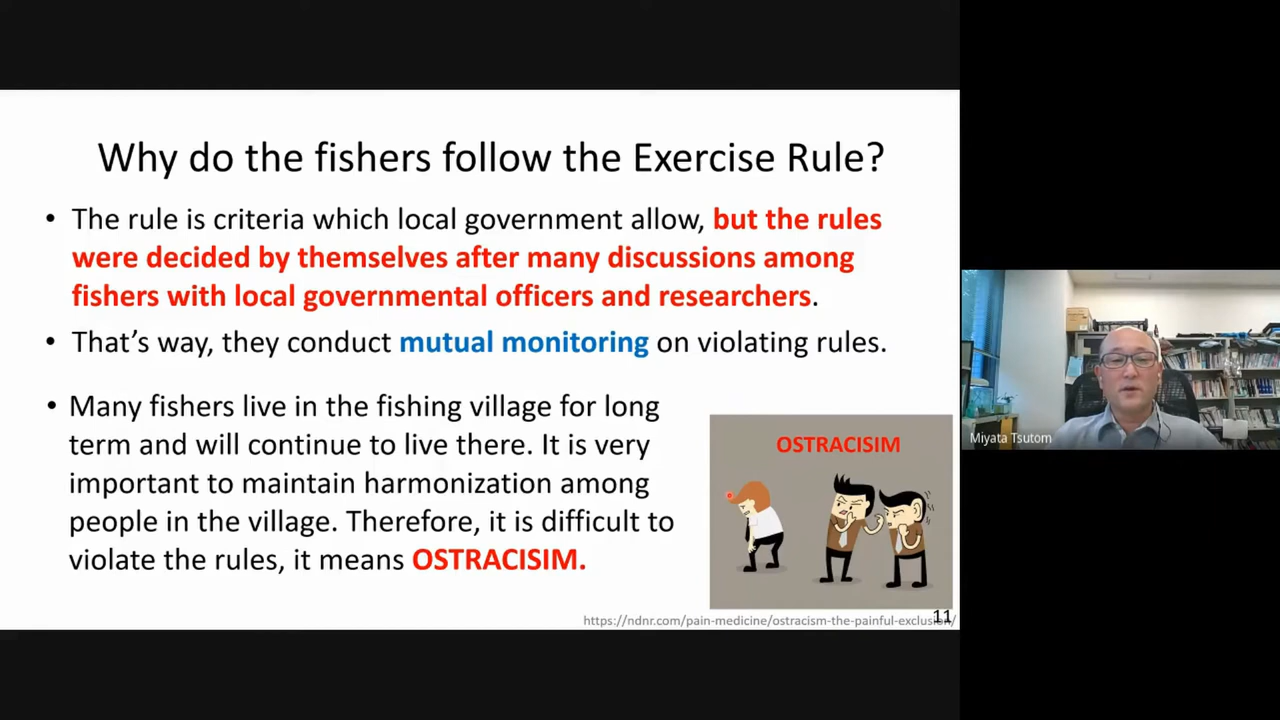 Why do the fishers follow the Exercise Rule?
• The rule is criteria which local government allow, but the rules
were decided by themselves after many discussions among
fishers with local governmental officers and researchers.
• That's way, they conduct mutual monitoring on violating rules.
• Many fishers live in the fishing village for long
term and will continue to live there. It is very
important to maintain harmonization among
people in the village. Therefore, it is difficult to
violate the rules, it means OSTRACISIM.
OSTRACISIM
https://ndnr.com/pain-medicine/ostracism-the-painful-exclusion/
11
Miyata Tsutom